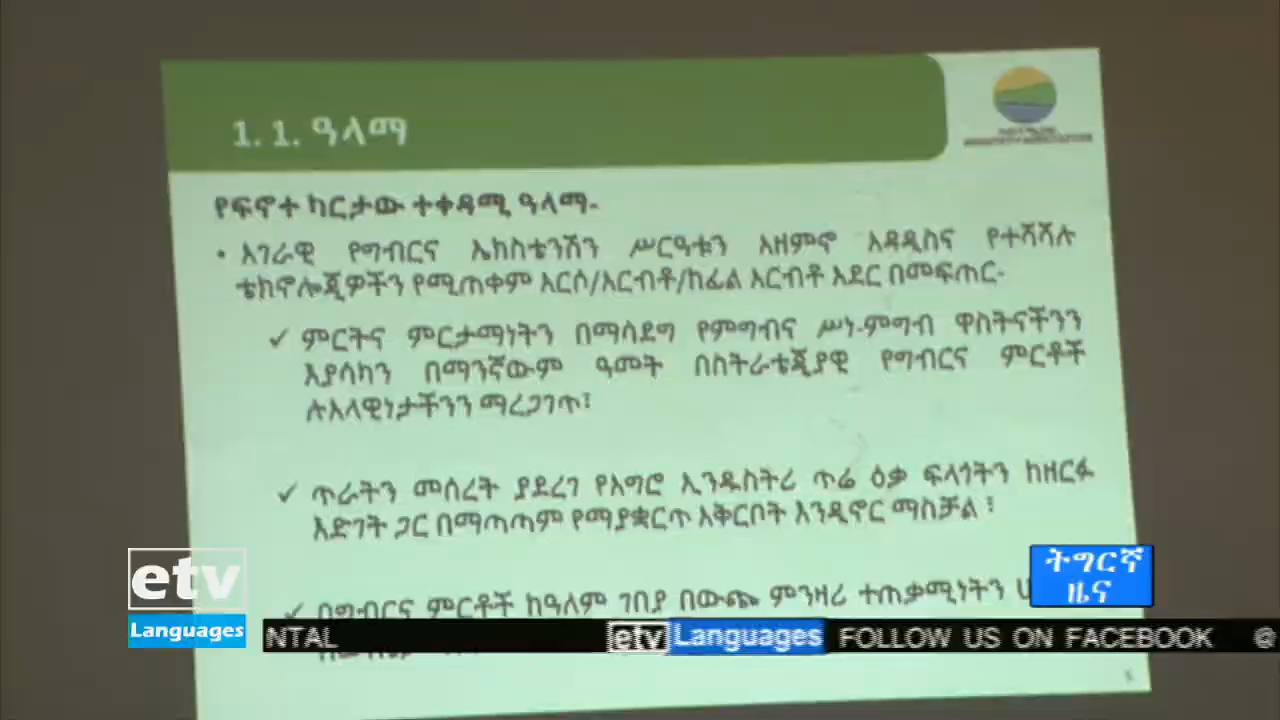 1. 1. ዓላማ
የፍኖተ ካርታው ተቀዳሚ ዓላማ-
• አገራዊ የግብርና ኤክስቴንሽን ሥርዓቱን አዘምኖ አዳዲስና የተሻሻሉ
ቴክኖሎጂዎችን የሚጠቀም አርሶ/አርብቶ/ከፊል አርብቶ አደር በመፍጠር-
✓ ምርትና ምርታማነትን በማሳደግ የምግብና ሥነ-ምግብ ዋስትናችንን
እያሳካን በማንኛውም ዓመት በስትራቴጂያዊ የግብርና ምርቶች
ሉአላዊነታችንን ማረጋገጥ፣
✓ ጥራትን መሰረት ያደረገ የአግሮ ኢንዱስትሪ ጥሬ ዕቃ ፍላጎትን ከዘርፉ
እድገት ጋር በማጣጣም የማያቋርጥ አቅርቦት እንዲኖር ማስቻል ፣
✓ በግብርና ምርቶች ከዓለም ገበያ በውጩ ምንዛሪ ተጠቃሚነትን
etv
Languages
ትግርኛ
ዜና
NTAL etv Languages FOLLOW US ON FACEBOOK @